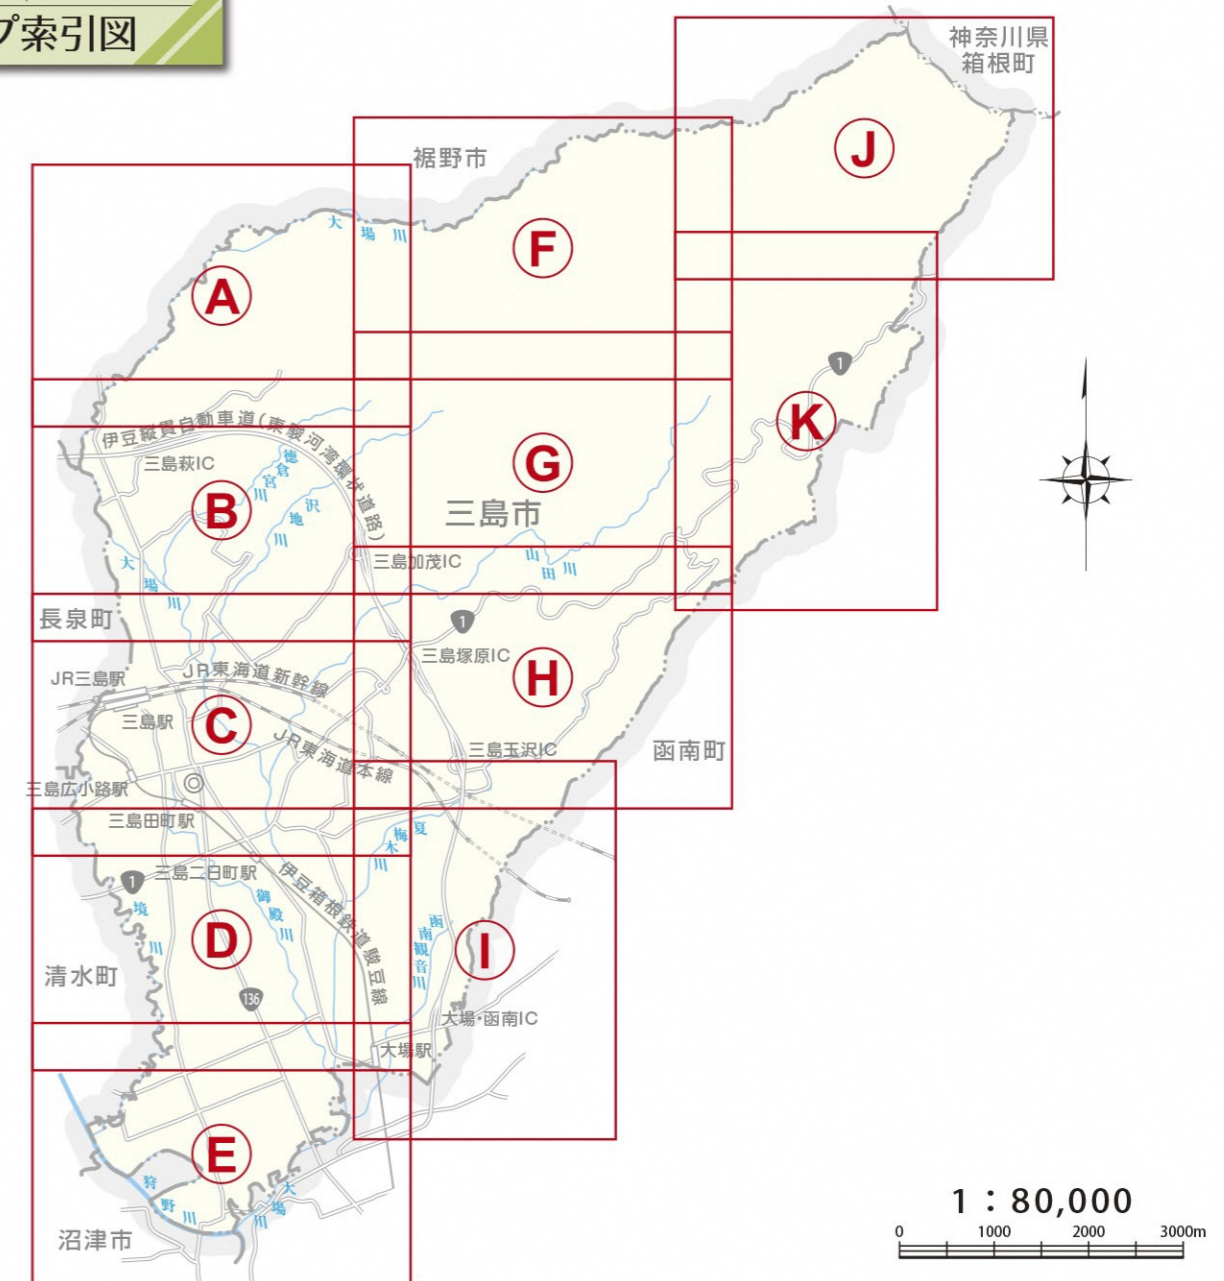 プ索引図
神奈川県
箱根町
裾野市
J
大場川
F
A
1
K
伊豆縦貫自動車道(東駿河湾環状道路)
三島萩IC
徳倉宮川
沢地川
G
B
三島市
大場川
三島加茂IC
山田川
長泉町
1
三島塚原IC
JR三島駅
JR東海道新幹線
H
三島駅
C
JR東海道本線
三島玉沢IC
函南町
三島広小路駅
三島田町駅
夏梅木川
三島二日町駅
1
伊豆箱根鉄道駿豆線
御殿川
境川
D
函南観音川
I
清水町
136
大場・函南IC
大場駅
E
狩野川
大場川
沼津市
1:80,000
0 1000 2000 3000m